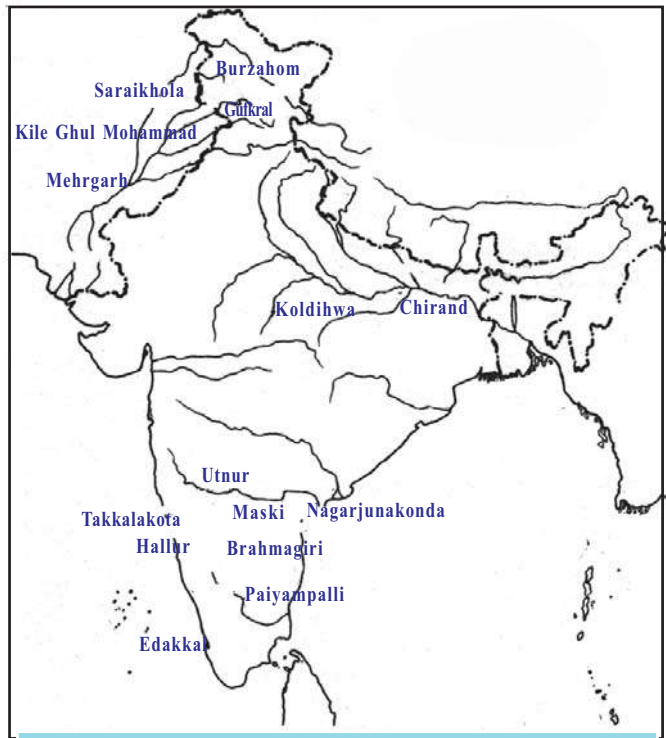 Burzahom
Saraikhola
Gufkral
Kile Ghul Mohammad
Mehrgarh
Koldihwa
Chirand
Utnur
Maski
Nagarjunakonda
Takkalakota
Hallur
Brahmagiri
Paiyampalli
Edakkal